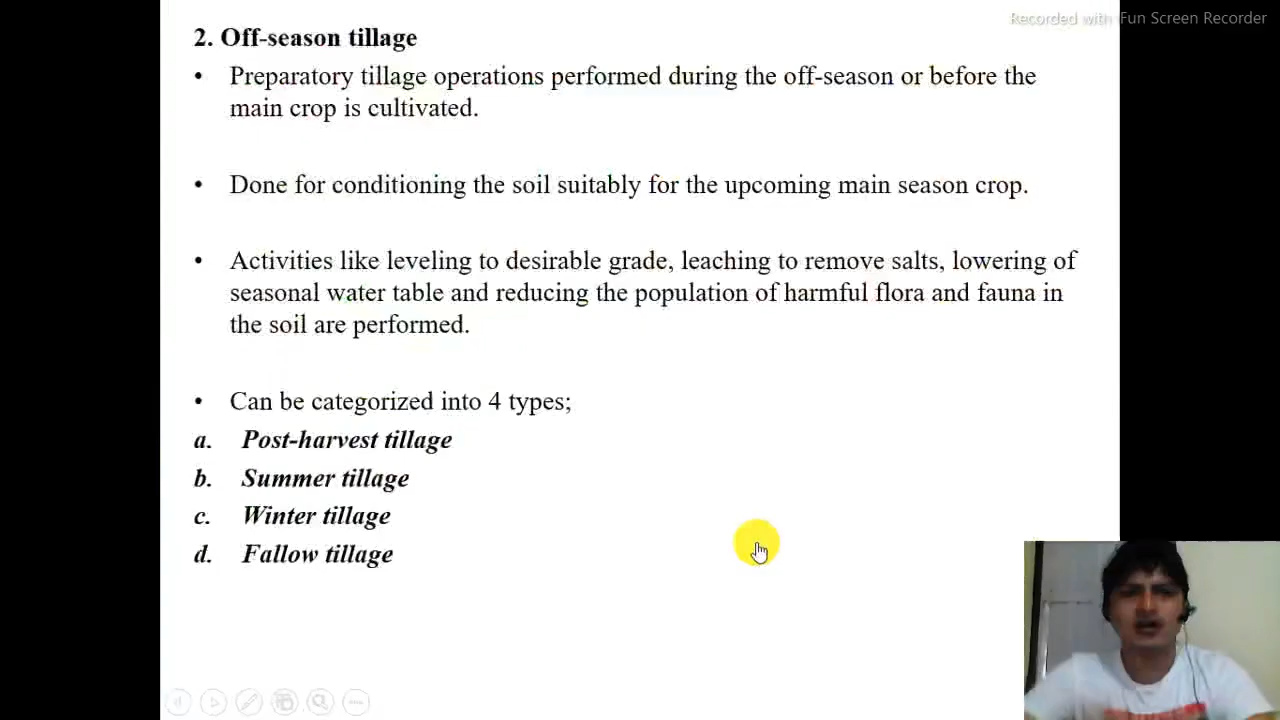 Recorded with iFun Screen Recorder
2. Off-season tillage
• Preparatory tillage operations performed during the off-season or before the
main crop is cultivated.
• Done for conditioning the soil suitably for the upcoming main season crop.
• Activities like leveling to desirable grade, leaching to remove salts, lowering of
seasonal water table and reducing the population of harmful flora and fauna in
the soil are performed.
• Can be categorized into 4 types;
a. Post-harvest tillage
b. Summer tillage
c. Winter tillage
d. Fallow tillage